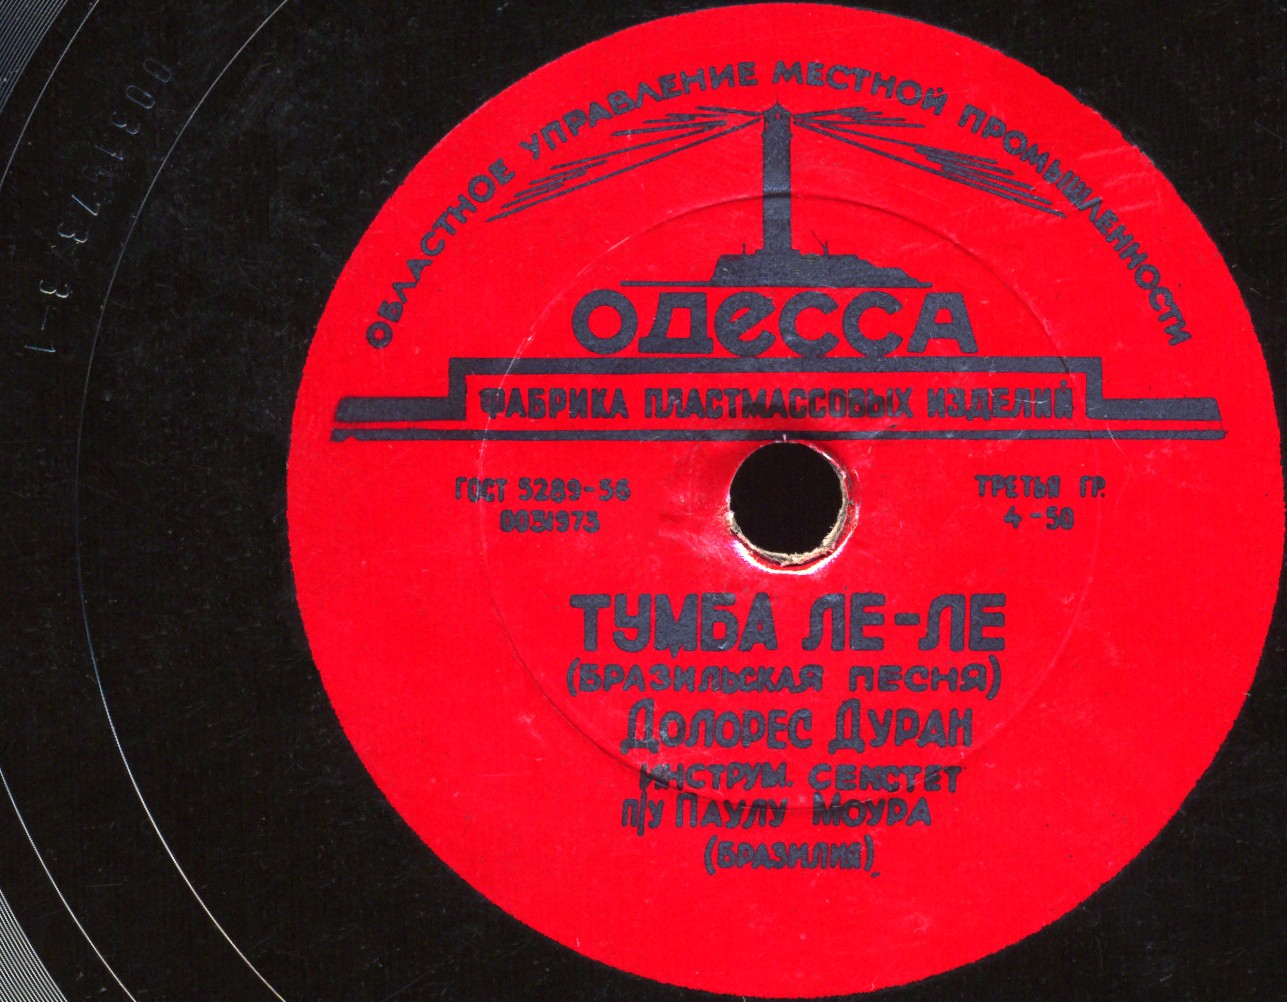 ОБЛАСТНОЕ УПРАВЛЕНИЕ МЕСТНОЙ ПРОМЫШЛЕННОСТИ
ОДЕССА
ФАБРИКА ПЛАСТМАССОВЫХ ИЗДЕЛИЙ
ГОСТ 5289-56
0031973
ТРЕТЬЯ ГР.
4-50
ТУМБА ЛЕ-ЛЕ
(БРАЗИЛЬСКАЯ ПЕСНЯ)
ДОЛОРЕС ДУРАН
ИНСТРУМ. СЕКСТЕТ
П/У ПАУЛУ МОУРА
(БРАЗИЛИЯ)